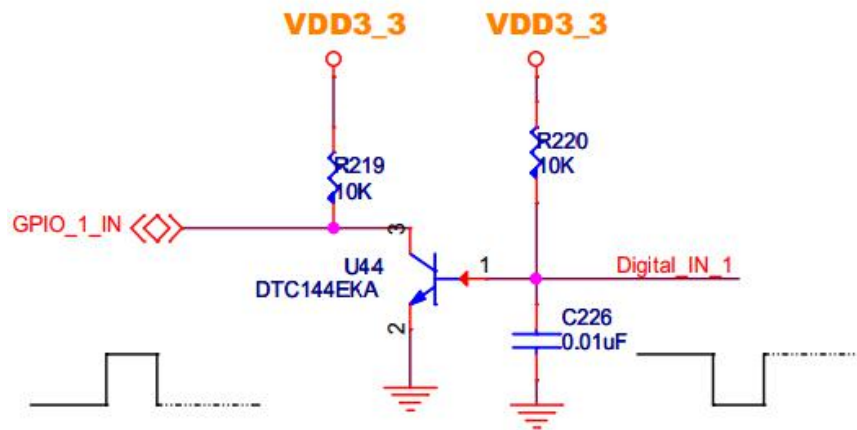 VDD3_3
VDD3_3
R219
10K
R220
10K
GPIO_1_IN
3
U44
DTC144EKA
1
Digital_IN_1
2
C226
0.01uF